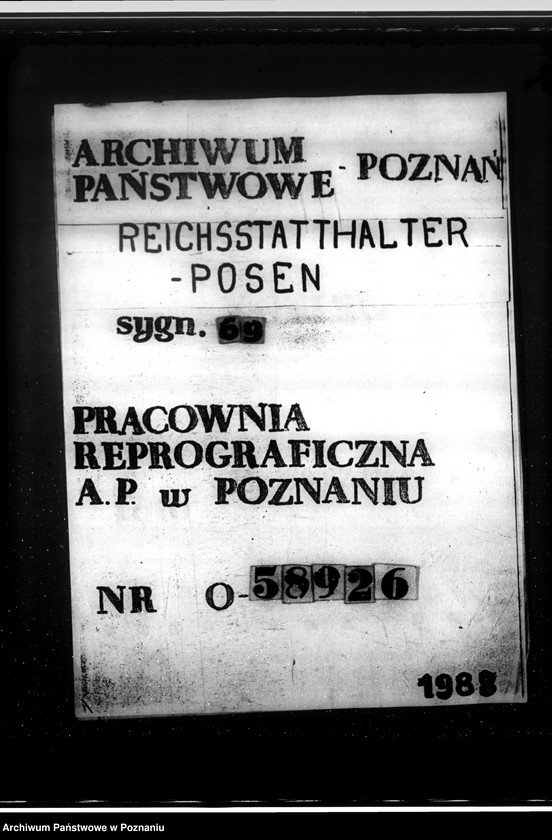 ARCHIWUM
PAŃSTWOWE - POZNAŃ
REICHSSTATTHALTER
-POSEN
sygn. 69
PRACOWNIA
REPROGRAFICZNA
A.P. w POZNANIU
NR O-58926
1988
Archiwum Państwowe w Poznaniu